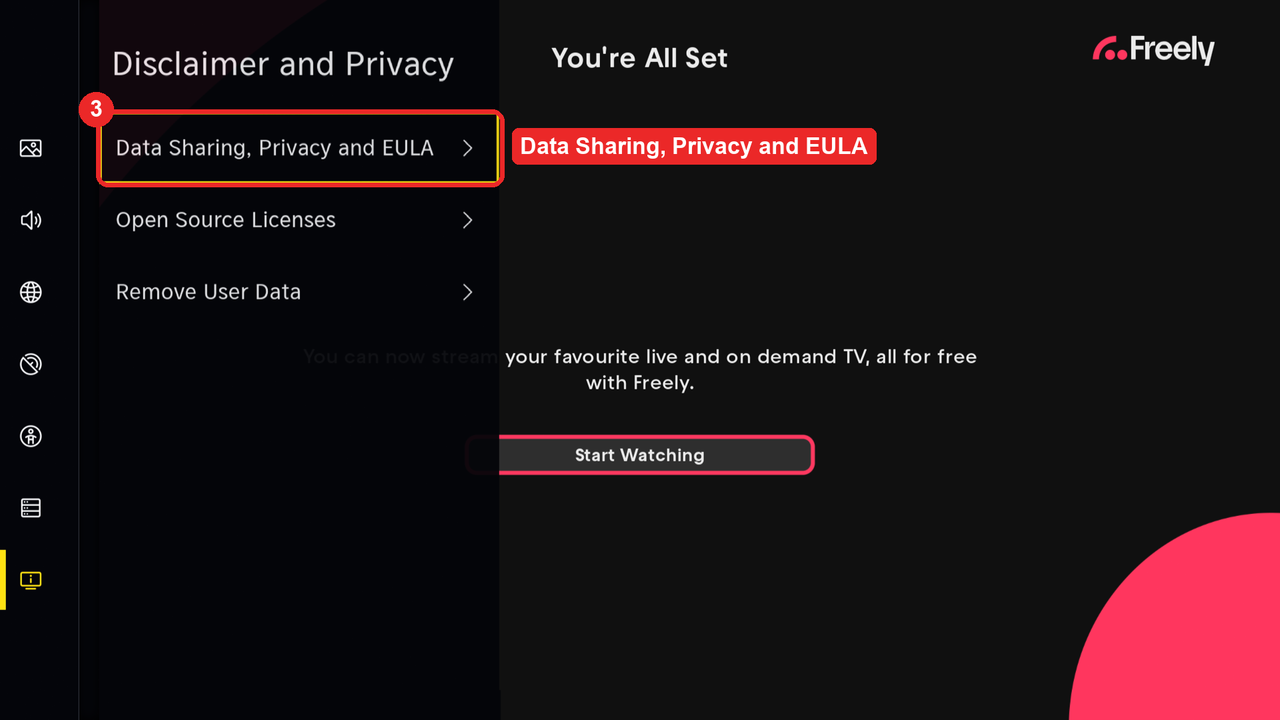 Disclaimer and Privacy
3
Data Sharing, Privacy and EULA
Open Source Licenses
Remove User Data
You're All Set
Freely
Data Sharing, Privacy and EULA
You can now stream your favourite live and on demand TV, all for free
with Freely.
Start Watching